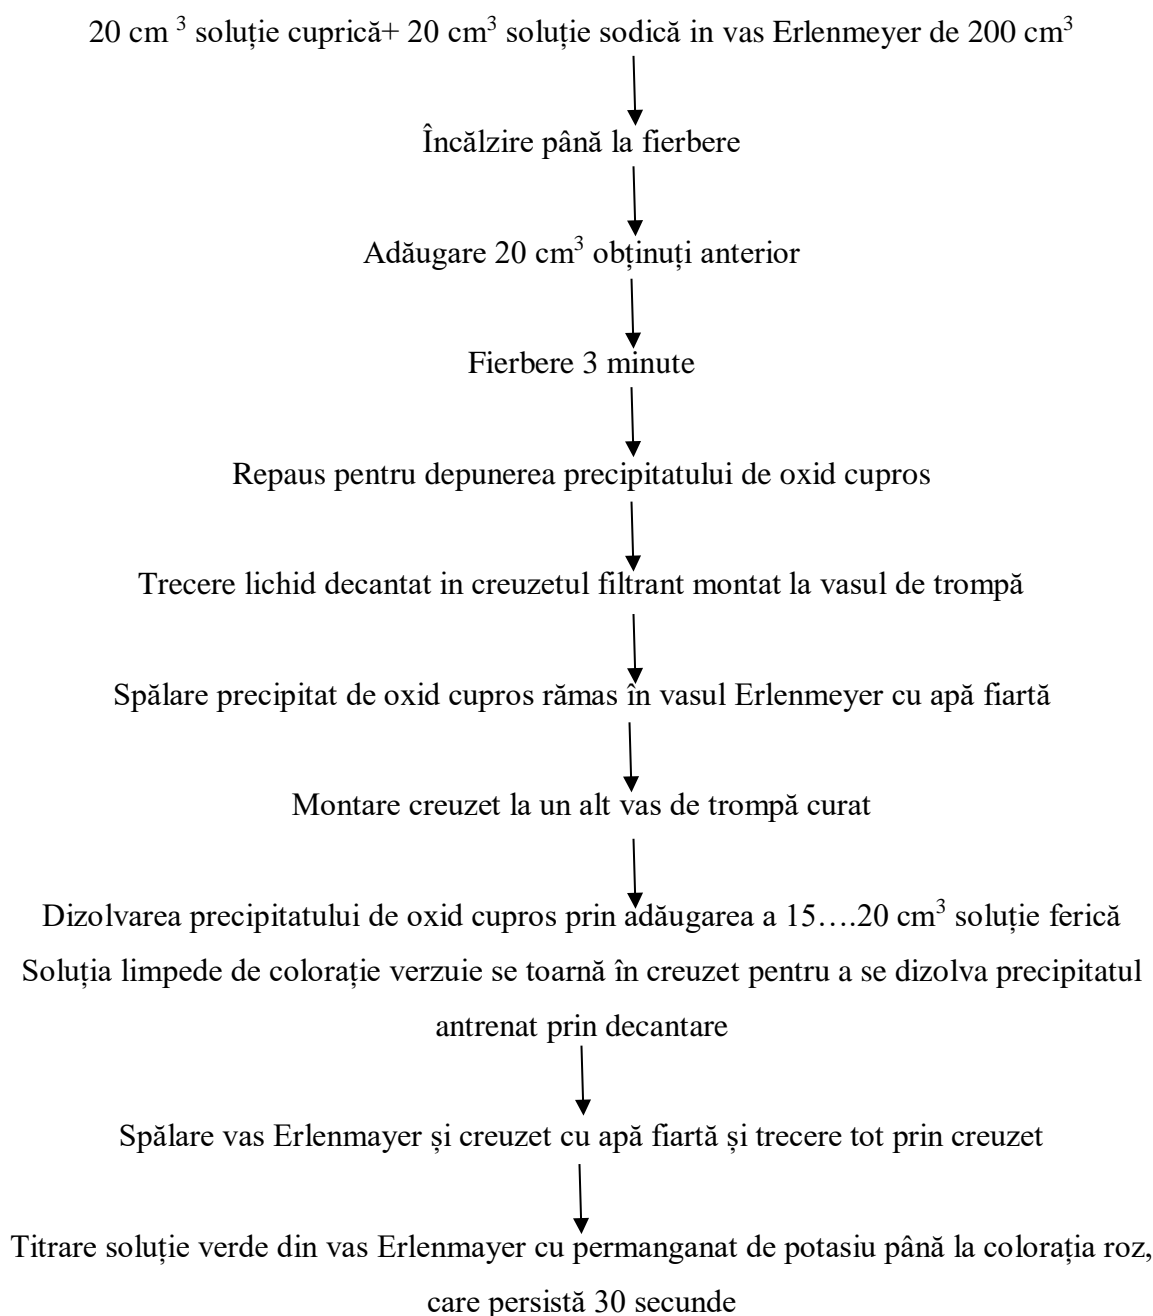 20 cm ³ soluție cuprică+ 20 cm³ soluție sodică in vas Erlenmeyer de 200 cm³
Încălzire până la fierbere
Adăugare 20 cm³ obținuți anterior
Fierbere 3 minute
Repaus pentru depunerea precipitatului de oxid cupros
Trecere lichid decantat in creuzetul filtrant montat la vasul de trompă
Spălare precipitat de oxid cupros rămas în vasul Erlenmeyer cu apă fiartă
Montare creuzet la un alt vas de trompă curat
Dizolvarea precipitatului de oxid cupros prin adăugarea a 15….20 cm³ soluție ferică
Soluția limpede de colorație verzuie se toarnă în creuzet pentru a se dizolva precipitatul
antrenat prin decantare
Spălare vas Erlenmayer și creuzet cu apă fiartă și trecere tot prin creuzet
Titrare soluție verde din vas Erlenmayer cu permanganat de potasiu până la colorația roz,
care persistă 30 secunde